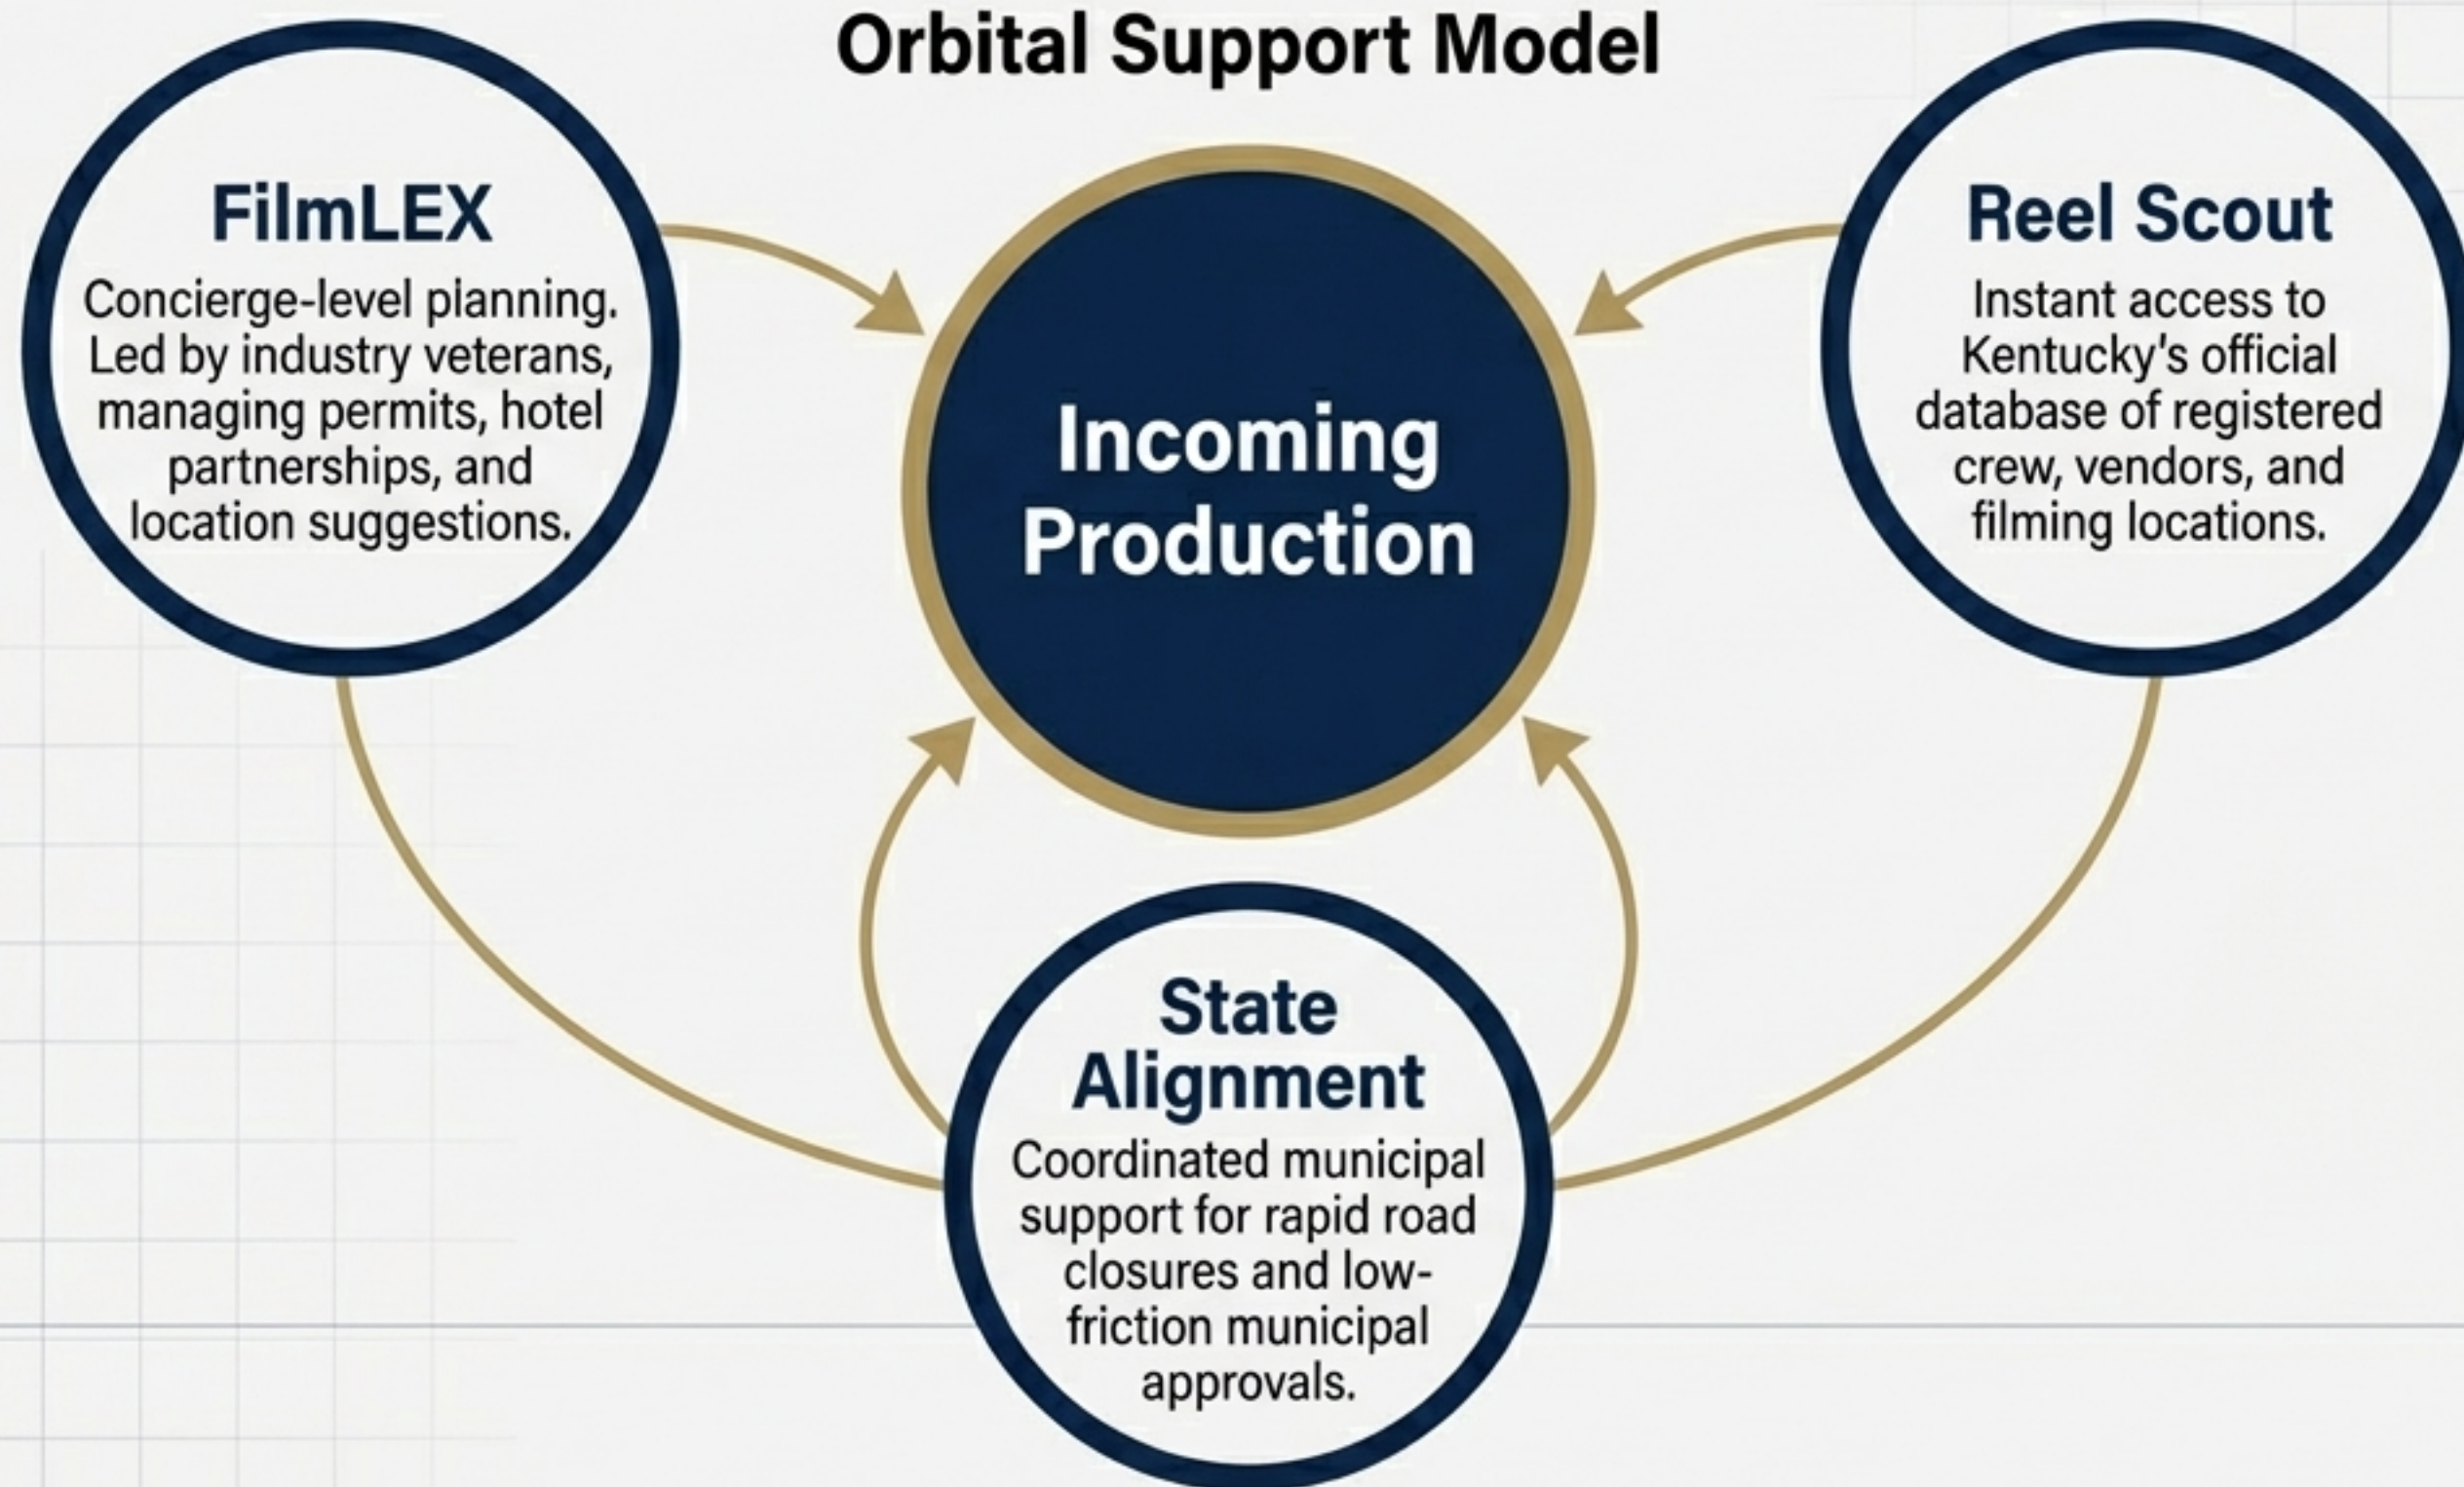 Orbital Support Model
FilmLEX
Concierge-level planning.
Led by industry veterans,
managing permits, hotel
partnerships, and
location suggestions.
Incoming
Production
Reel Scout
Instant access to
Kentucky's official
database of registered
crew, vendors, and
filming locations.
State
Alignment
Coordinated municipal
support for rapid road
closures and low-
friction municipal
approvals.